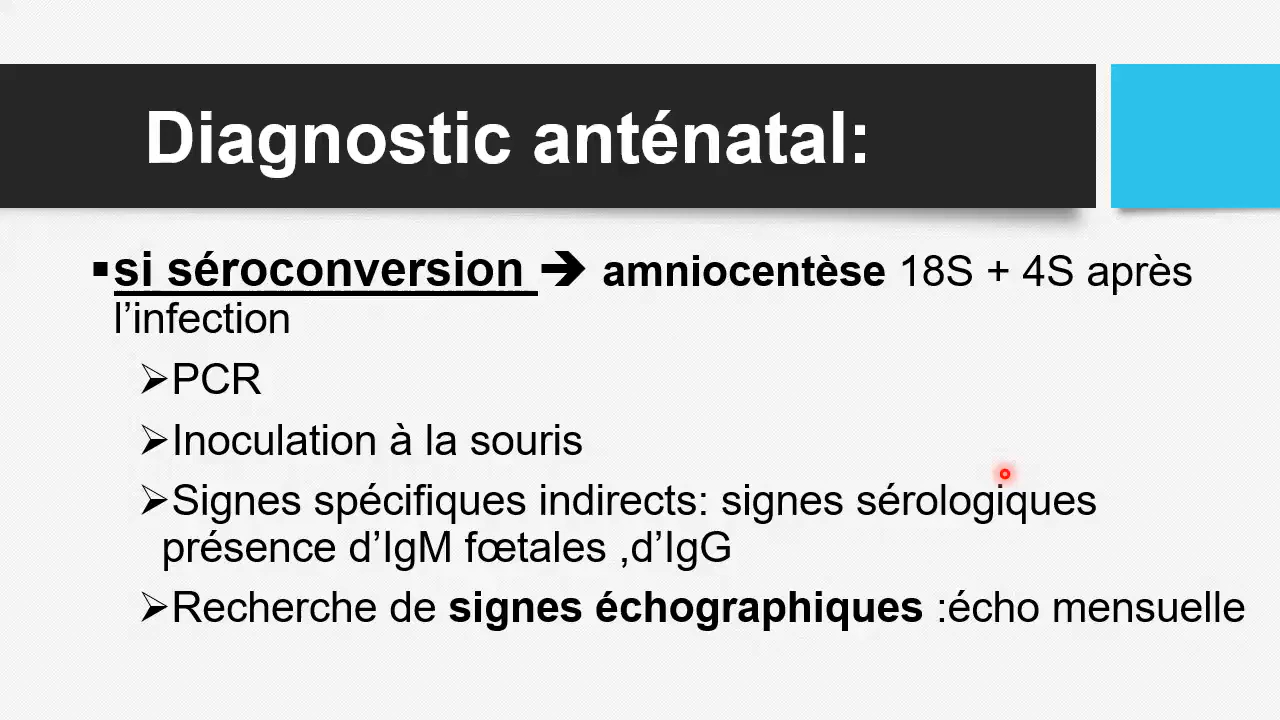 Diagnostic anténatal:
▪si séroconversion ➔ amniocentèse 18S + 4S après
l’infection
➢PCR
➢Inoculation à la souris
➢Signes spécifiques indirects: signes sérologiques
présence d’IgM fœtales ,d’IgG
➢Recherche de signes échographiques :écho mensuelle